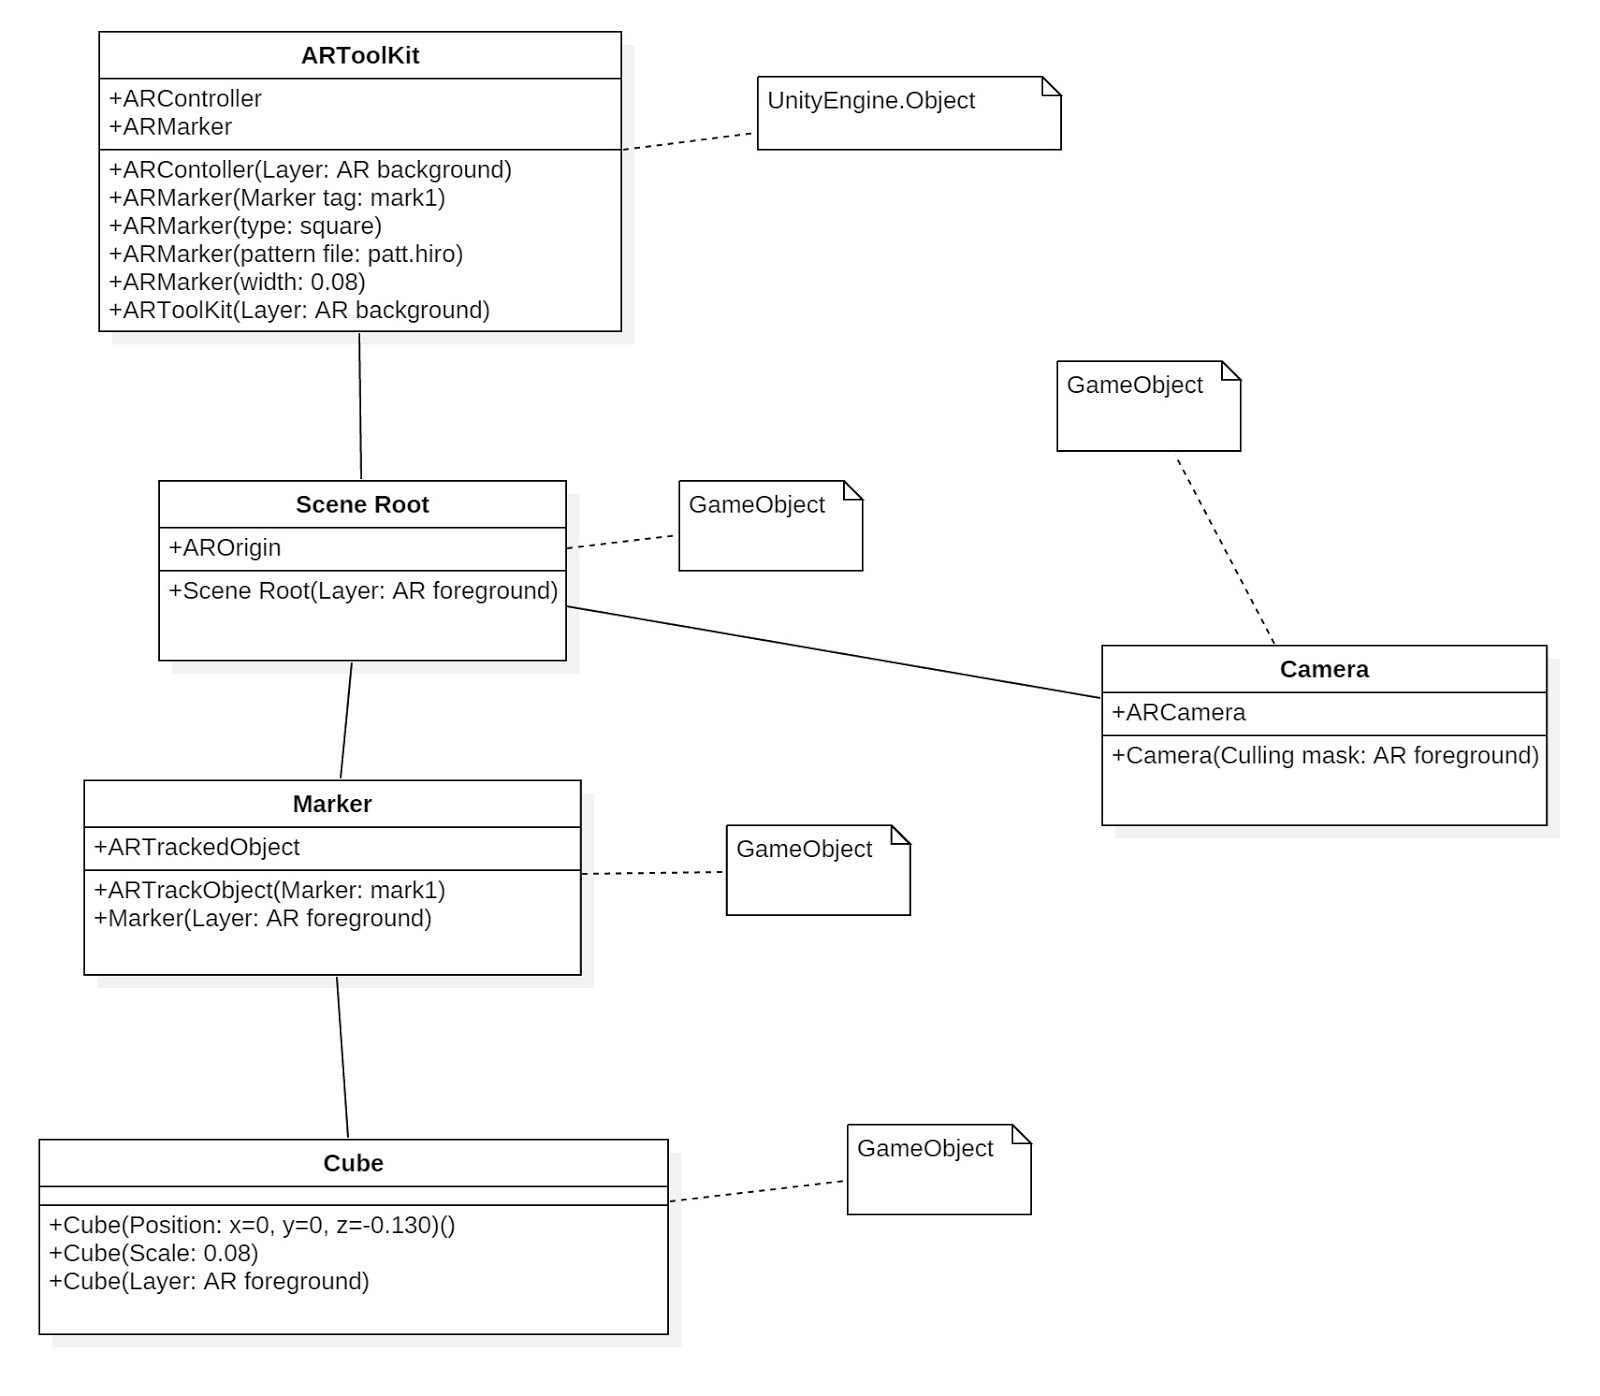 ARToolKit
+ARController
+ARMarker
+ARContoller(Layer: AR background)
+ARMarker(Marker tag: mark1)
+ARMarker(type: square)
+ARMarker(pattern file: patt.hiro)
+ARMarker(width: 0.08)
+ARToolKit(Layer: AR background)
UnityEngine.Object
GameObject
Scene Root
+AROrigin
+Scene Root(Layer: AR foreground)
GameObject
Camera
+ARCamera
+Camera(Culling mask: AR foreground)
Marker
+ARTrackedObject
+ARTrackObject(Marker: mark1)
+Marker(Layer: AR foreground)
GameObject
Cube
+Cube(Position: x=0, y=0, z=-0.130)()
+Cube(Scale: 0.08)
+Cube(Layer: AR foreground)
GameObject